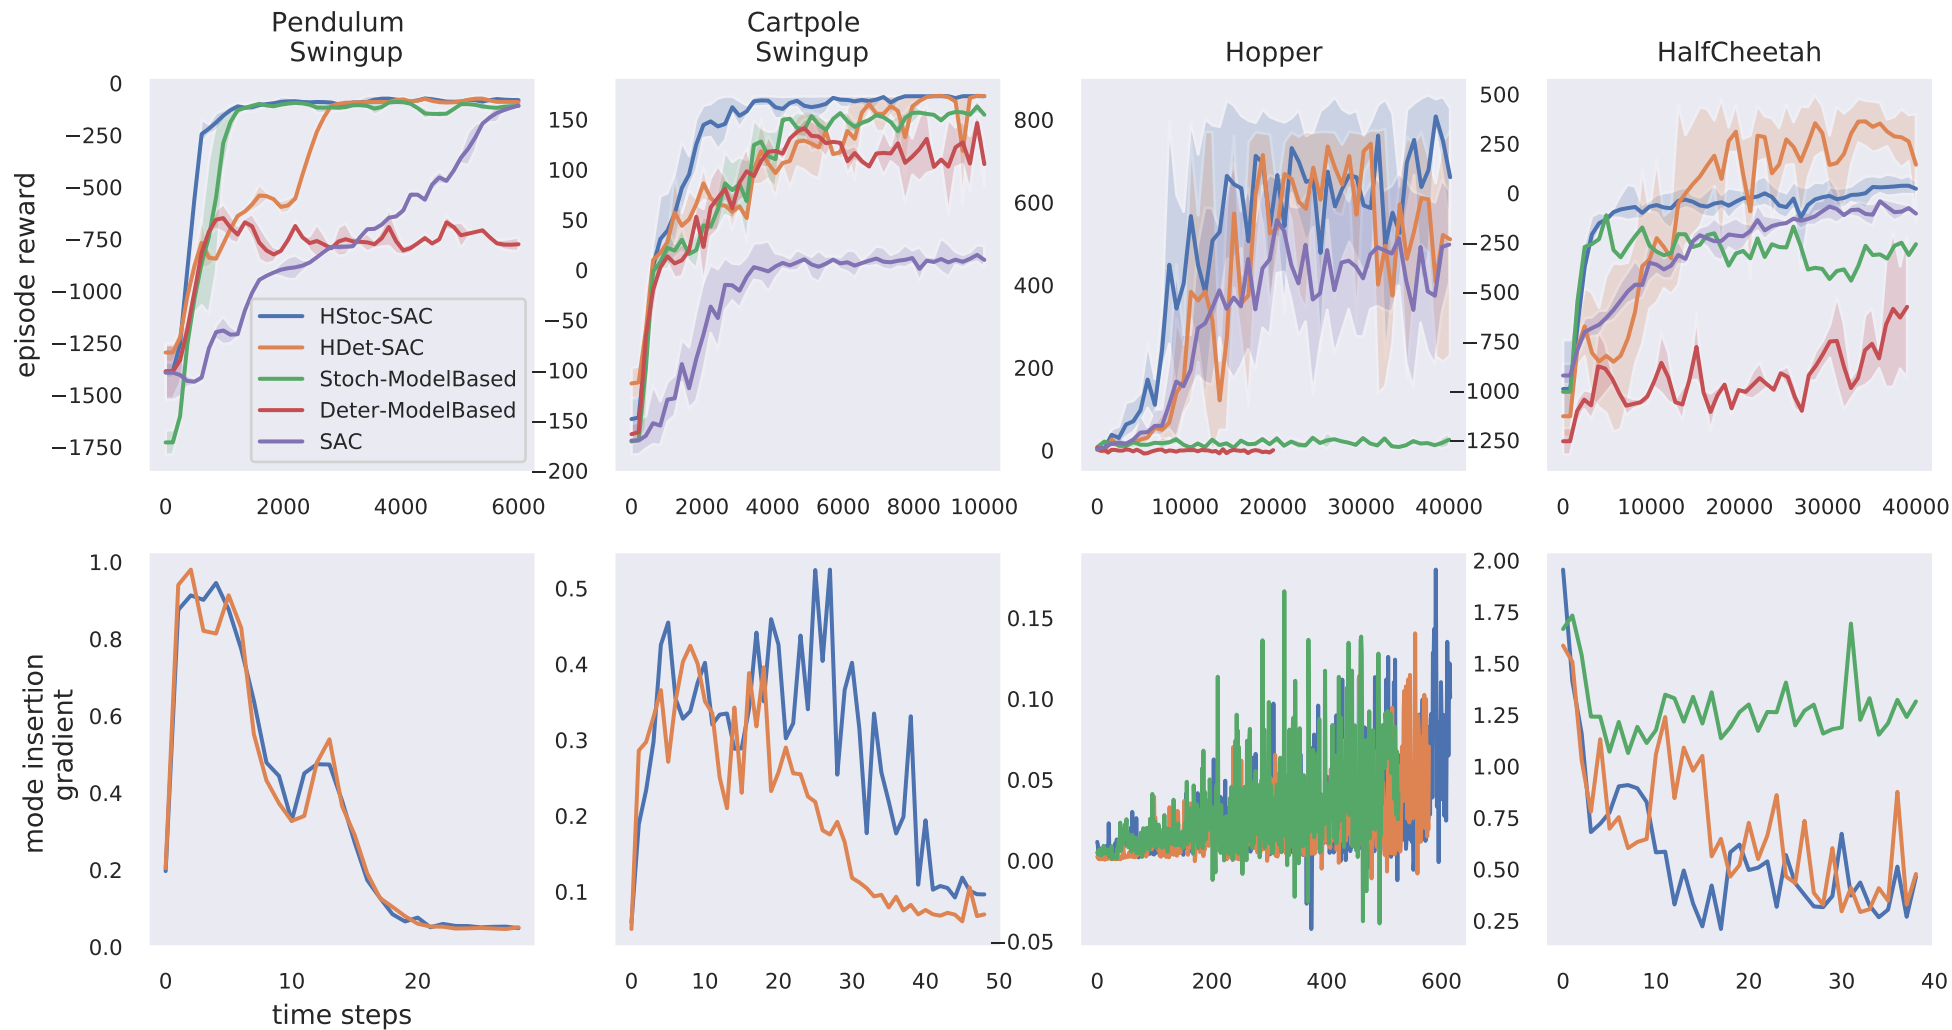 Pendulum
Swingup
Cartpole
Swingup
Hopper
HalfCheetah
episode reward
0
−250
−500
−750
−1000
−1250
−1500
−1750
0 2000 4000 6000
HStoc-SAC
HDet-SAC
Stoch-ModelBased
Deter-ModelBased
SAC
150
100
50
0
−50
−100
−150
−200
0 2000 4000 6000 8000 10000
800
600
400
200
0
0 10000 20000 30000 40000
500
250
0
−250
−500
−750
−1000
−1250
0 10000 20000 30000 40000
mode insertion
gradient
1.0
0.8
0.6
0.4
0.2
0.0
0 10 20
time steps
0.5
0.4
0.3
0.2
0.1
0 10 20 30 40 50
0.15
0.10
0.05
0.00
−0.05
0 200 400 600
2.00
1.75
1.50
1.25
1.00
0.75
0.50
0.25
0 10 20 30 40